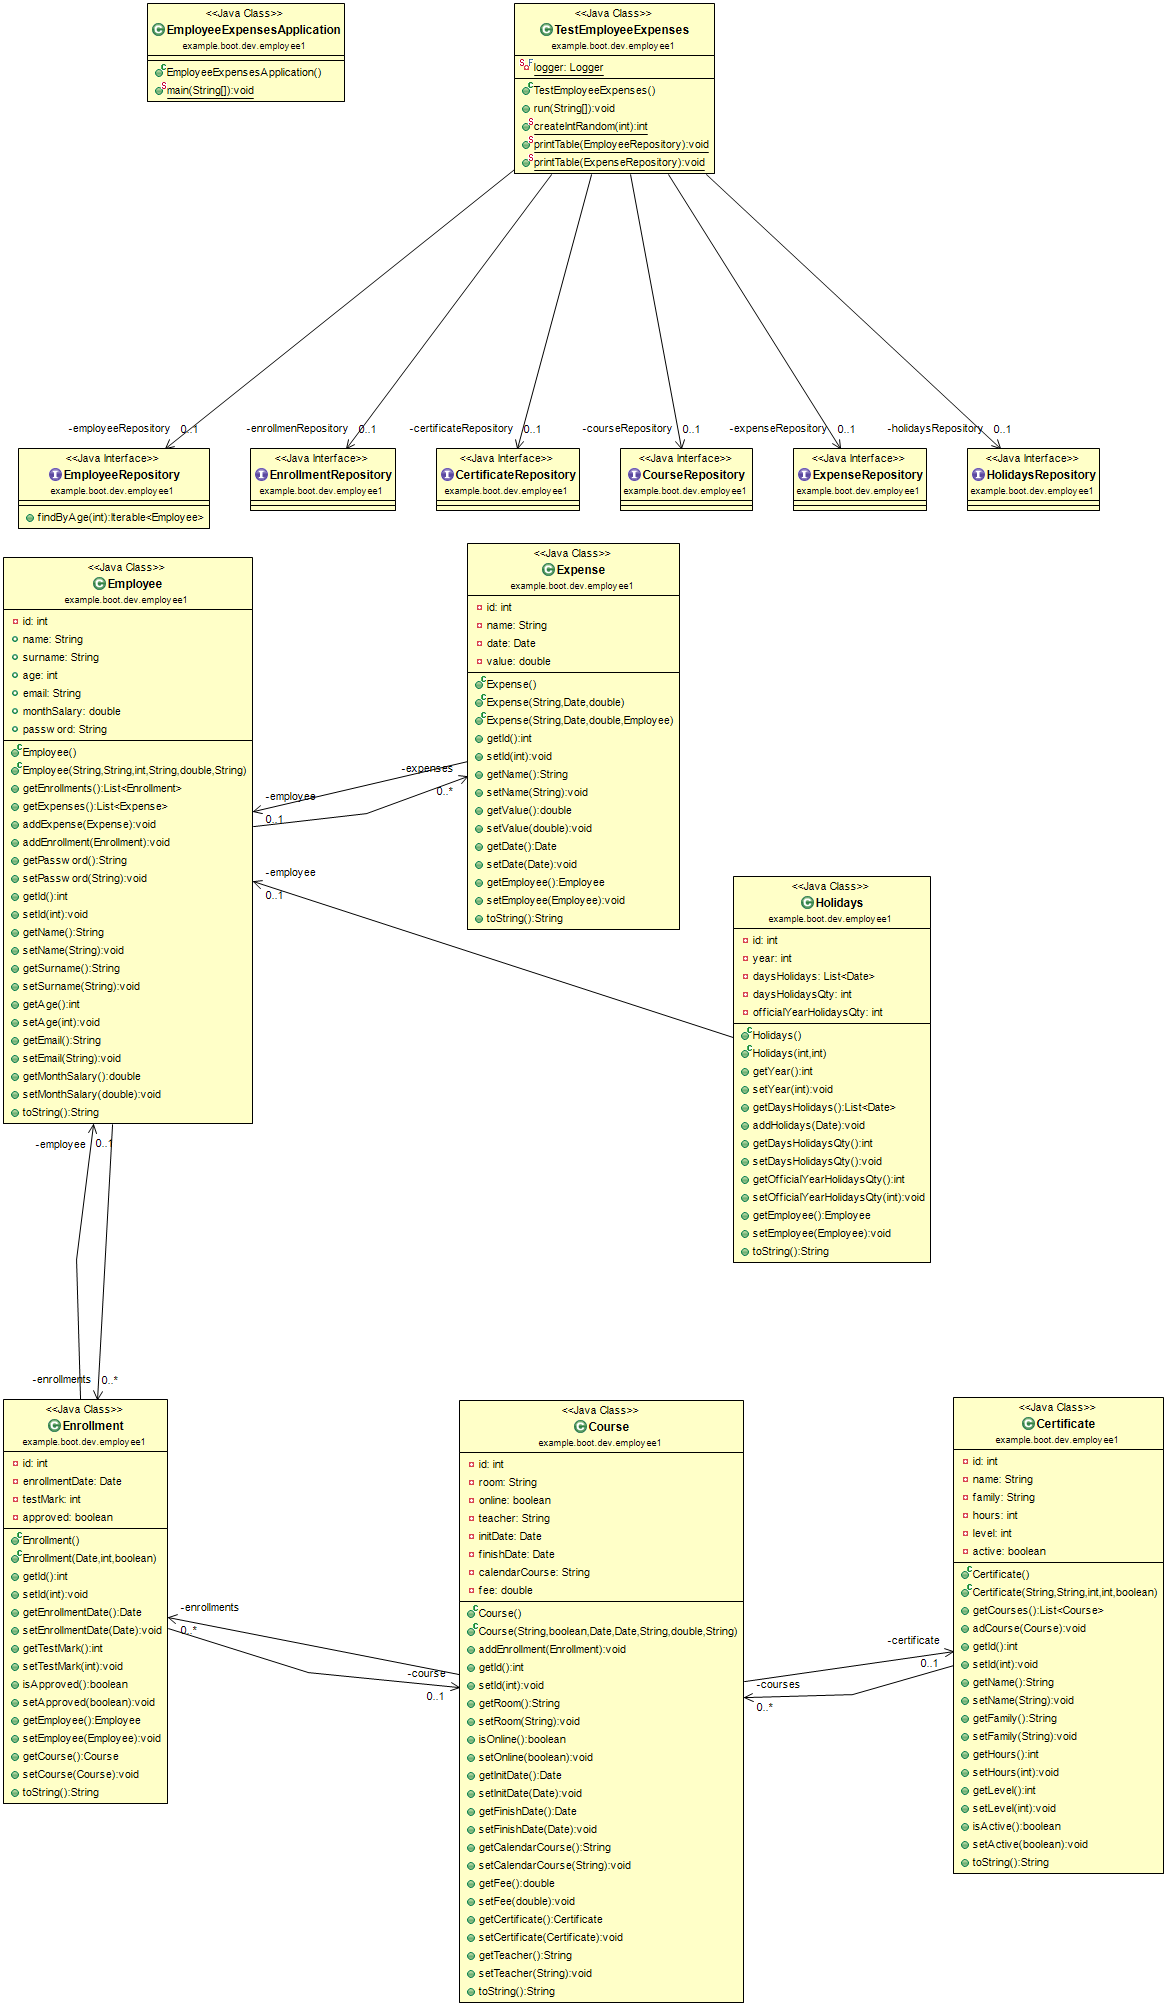 <<Java Class>>
EmployeeExpensesApplication
example.boot.dev.employee1
EmployeeExpensesApplication()
main(String[]):void
<<Java Class>>
TestEmployeeExpenses
example.boot.dev.employee1
logger: Logger
TestEmployeeExpenses()
run(String[]):void
createIntRandom(int):int
printTable(EmployeeRepository):void
printTable(ExpenseRepository):void
-employeeRepository 0..1
-enrollmenRepository 0..1
-certificateRepository 0..1
-courseRepository 0..1
-expenseRepository 0..1
-holidaysRepository 0..1
<<Java Interface>>
EmployeeRepository
example.boot.dev.employee1
findByAge(int):Iterable<Employee>
<<Java Interface>>
EnrollmentRepository
example.boot.dev.employee1
<<Java Interface>>
CertificateRepository
example.boot.dev.employee1
<<Java Interface>>
CourseRepository
example.boot.dev.employee1
<<Java Interface>>
ExpenseRepository
example.boot.dev.employee1
<<Java Interface>>
HolidaysRepository
example.boot.dev.employee1
<<Java Class>>
Employee
example.boot.dev.employee1
id: int
name: String
surname: String
age: int
email: String
monthSalary: double
password: String
Employee()
Employee(String,String,int,String,double,String)
getEnrollments():List<Enrollment>
getExpenses():List<Expense>
addExpense(Expense):void
addEnrollment(Enrollment):void
getPassword():String
setPassword(String):void
getId():int
setId(int):void
getName():String
setName(String):void
getSurname():String
setSurname(String):void
getAge():int
setAge(int):void
getEmail():String
setEmail(String):void
getMonthSalary():double
setMonthSalary(double):void
toString():String
-expenses
0..*
-employee
0..1
-employee
0..1
<<Java Class>>
Expense
example.boot.dev.employee1
id: int
name: String
date: Date
value: double
Expense()
Expense(String,Date,double)
Expense(String,Date,double,Employee)
getId():int
setId(int):void
getName():String
setName(String):void
getValue():double
setValue(double):void
getDate():Date
setDate(Date):void
getEmployee():Employee
setEmployee(Employee):void
toString():String
<<Java Class>>
Holidays
example.boot.dev.employee1
id: int
year: int
daysHolidays: List<Date>
daysHolidaysQty: int
officialYearHolidaysQty: int
Holidays()
Holidays(int,int)
getYear():int
setYear(int):void
getDaysHolidays():List<Date>
addHolidays(Date):void
getDaysHolidaysQty():int
setDaysHolidaysQty():void
getOfficialYearHolidaysQty():int
setOfficialYearHolidaysQty(int):void
getEmployee():Employee
setEmployee(Employee):void
toString():String
-employee 0..1
-enrollments 0..*
<<Java Class>>
Enrollment
example.boot.dev.employee1
id: int
enrollmentDate: Date
testMark: int
approved: boolean
Enrollment()
Enrollment(Date,int,boolean)
getId():int
setId(int):void
getEnrollmentDate():Date
setEnrollmentDate(Date):void
getTestMark():int
setTestMark(int):void
isApproved():boolean
setApproved(boolean):void
getEmployee():Employee
setEmployee(Employee):void
getCourse():Course
setCourse(Course):void
toString():String
-enrollments
0..*
-course
0..1
<<Java Class>>
Course
example.boot.dev.employee1
id: int
room: String
online: boolean
teacher: String
initDate: Date
finishDate: Date
calendarCourse: String
fee: double
Course()
Course(String,boolean,Date,Date,String,double,String)
addEnrollment(Enrollment):void
getId():int
setId(int):void
getRoom():String
setRoom(String):void
isOnline():boolean
setOnline(boolean):void
getInitDate():Date
setInitDate(Date):void
getFinishDate():Date
setFinishDate(Date):void
getCalendarCourse():String
setCalendarCourse(String):void
getFee():double
setFee(double):void
getCertificate():Certificate
setCertificate(Certificate):void
getTeacher():String
setTeacher(String):void
toString():String
-certificate
0..1
-courses
0..*
<<Java Class>>
Certificate
example.boot.dev.employee1
id: int
name: String
family: String
hours: int
level: int
active: boolean
Certificate()
Certificate(String,String,int,int,boolean)
getCourses():List<Course>
adCourse(Course):void
getId():int
setId(int):void
getName():String
setName(String):void
getFamily():String
setFamily(String):void
getHours():int
setHours(int):void
getLevel():int
setLevel(int):void
isActive():boolean
setActive(boolean):void
toString():String